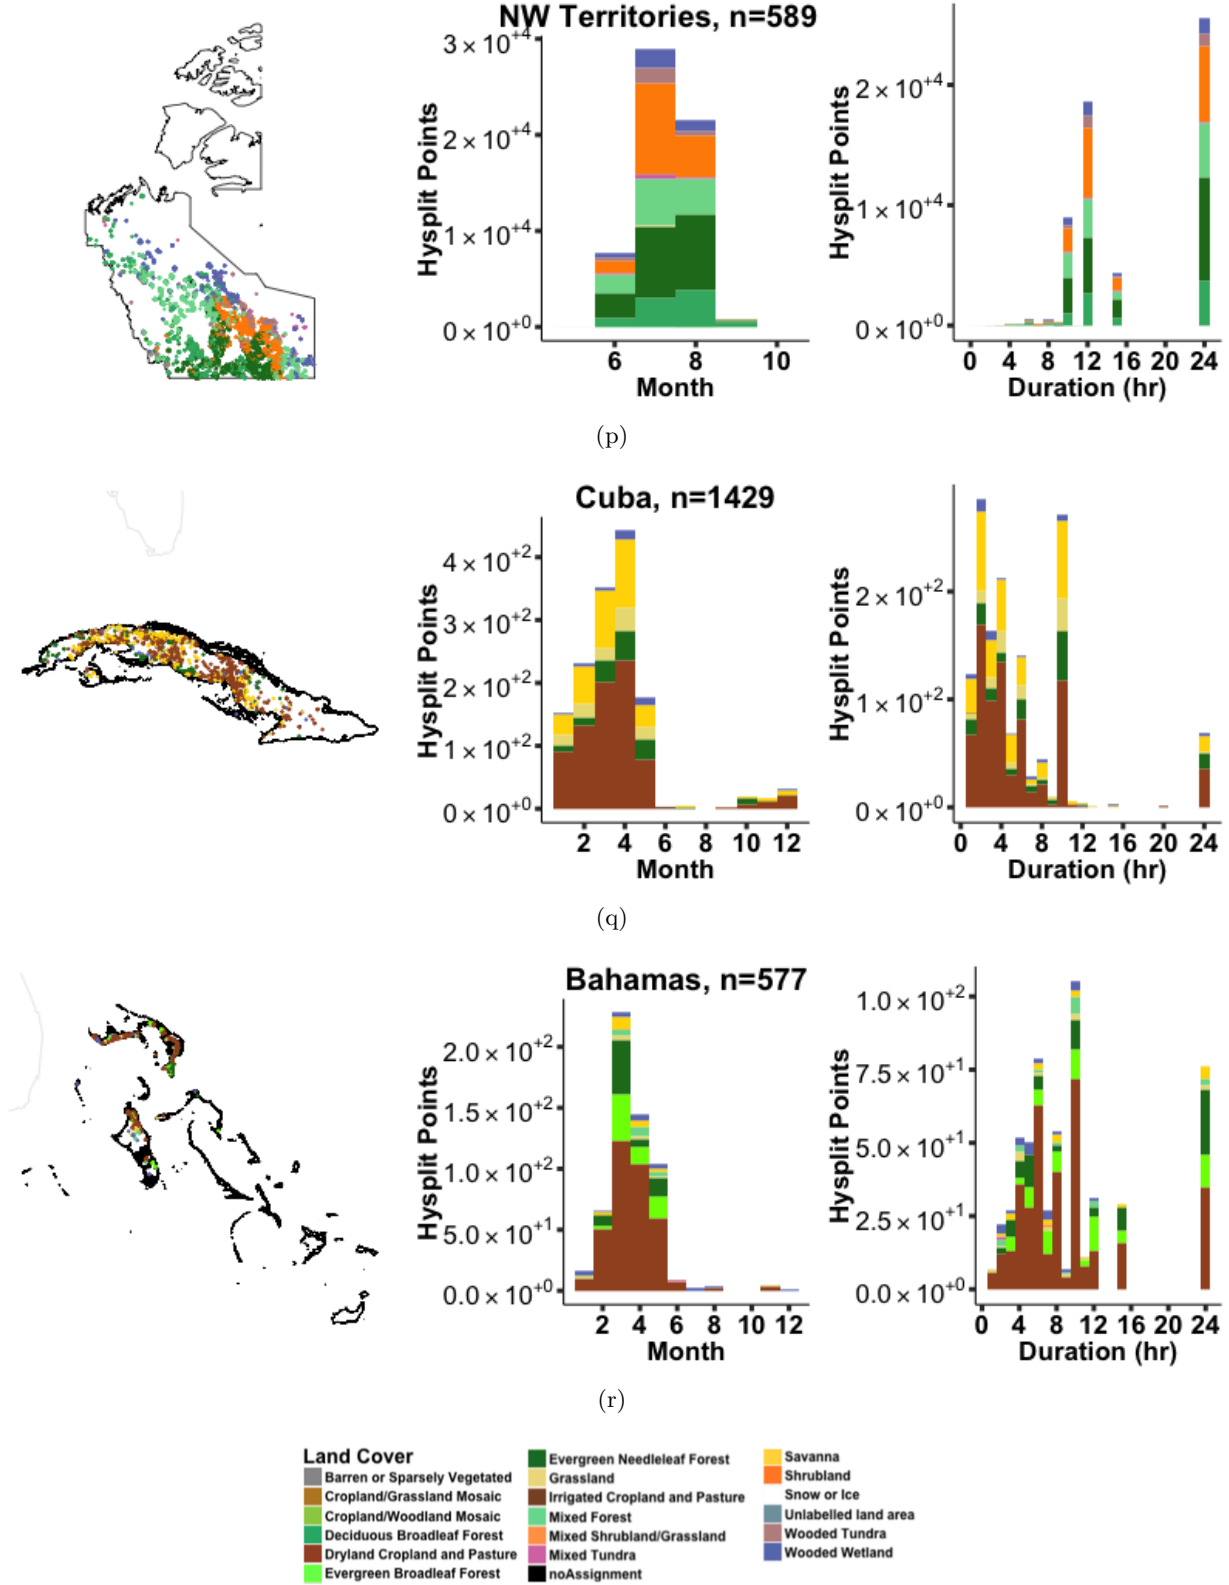 NW Territories, n=589
Hysplit Points
3 × 10+4
2 × 10+4
1 × 10+4
0 × 10+0
6 8 10
Month
Hysplit Points
2 × 10+4
1 × 10+4
0 × 10+0
0 4 8 12 16 20 24
Duration (hr)
(p)
Cuba, n=1429
Hysplit Points
4 × 10+2
3 × 10+2
2 × 10+2
1 × 10+2
0 × 10+0
2 4 6 8 10 12
Month
Hysplit Points
2 × 10+2
1 × 10+2
0 × 10+0
0 4 8 12 16 20 24
Duration (hr)
(q)
Bahamas, n=577
Hysplit Points
2.0 × 10+2
1.5 × 10+2
1.0 × 10+2
5.0 × 10+1
0.0 × 10+0
2 4 6 8 10 12
Month
Hysplit Points
1.0 × 10+2
7.5 × 10+1
5.0 × 10+1
2.5 × 10+1
0.0 × 10+0
0 4 8 12 16 20 24
Duration (hr)
(r)
Land Cover
Barren or Sparsely Vegetated
Cropland/Grassland Mosaic
Cropland/Woodland Mosaic
Deciduous Broadleaf Forest
Dryland Cropland and Pasture
Evergreen Broadleaf Forest
Evergreen Needleleaf Forest
Grassland
Irrigated Cropland and Pasture
Mixed Forest
Mixed Shrubland/Grassland
Mixed Tundra
noAssignment
Savanna
Shrubland
Snow or Ice
Unlabelled land area
Wooded Tundra
Wooded Wetland